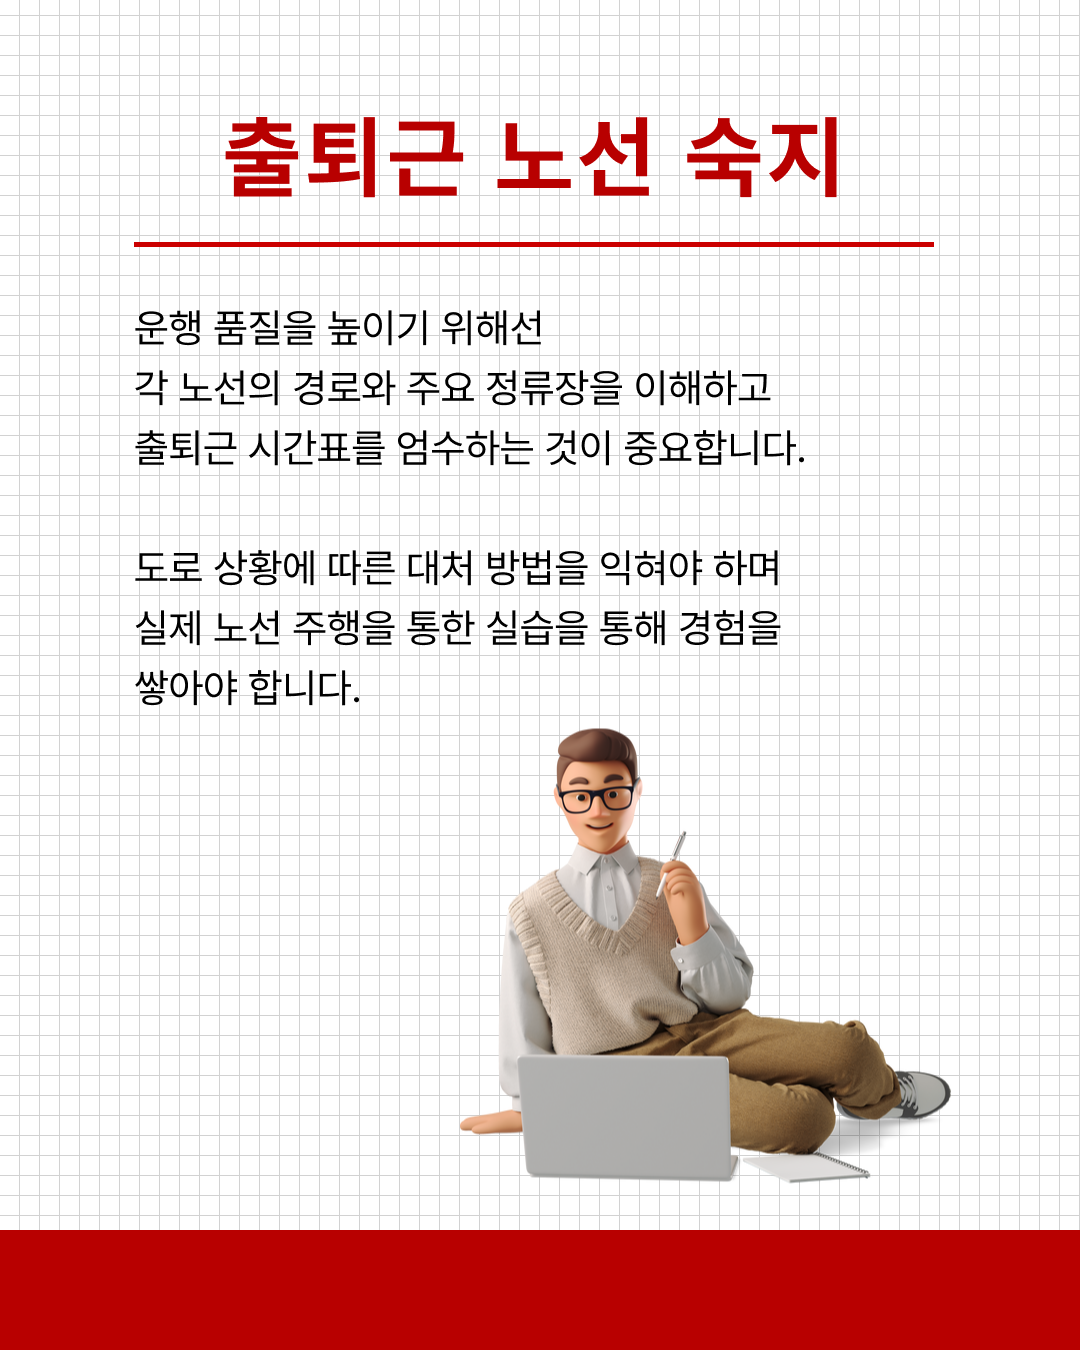 출퇴근 노선 숙지
운행 품질을 높이기 위해선
각 노선의 경로와 주요 정류장을 이해하고
출퇴근 시간표를 엄수하는 것이 중요합니다.
도로 상황에 따른 대처 방법을 익혀야 하며
실제 노선 주행을 통한 실습을 통해 경험을
쌓아야 합니다.